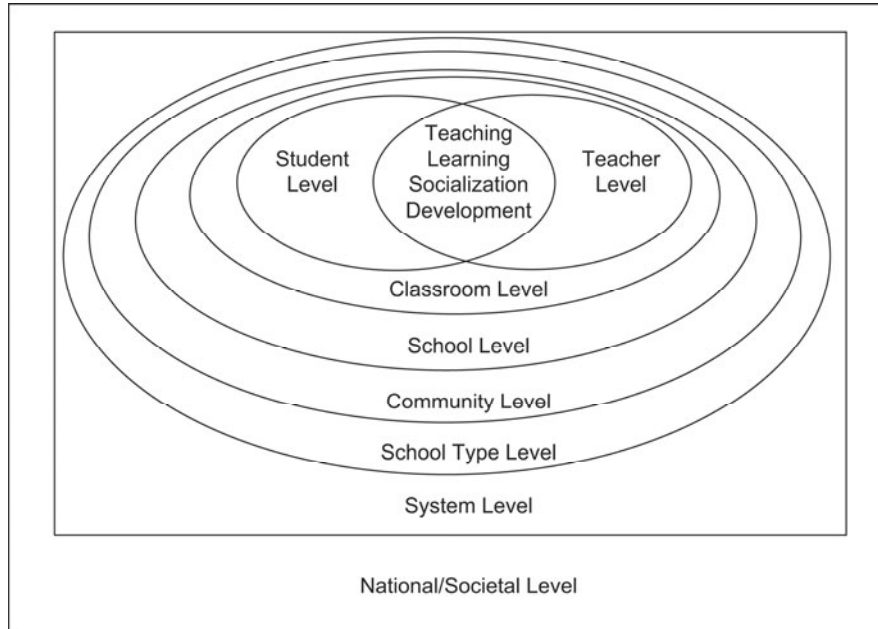 Student
Level
Teaching
Learning
Socialization
Development
Teacher
Level
Classroom Level
School Level
Community Level
School Type Level
System Level
National/Societal Level